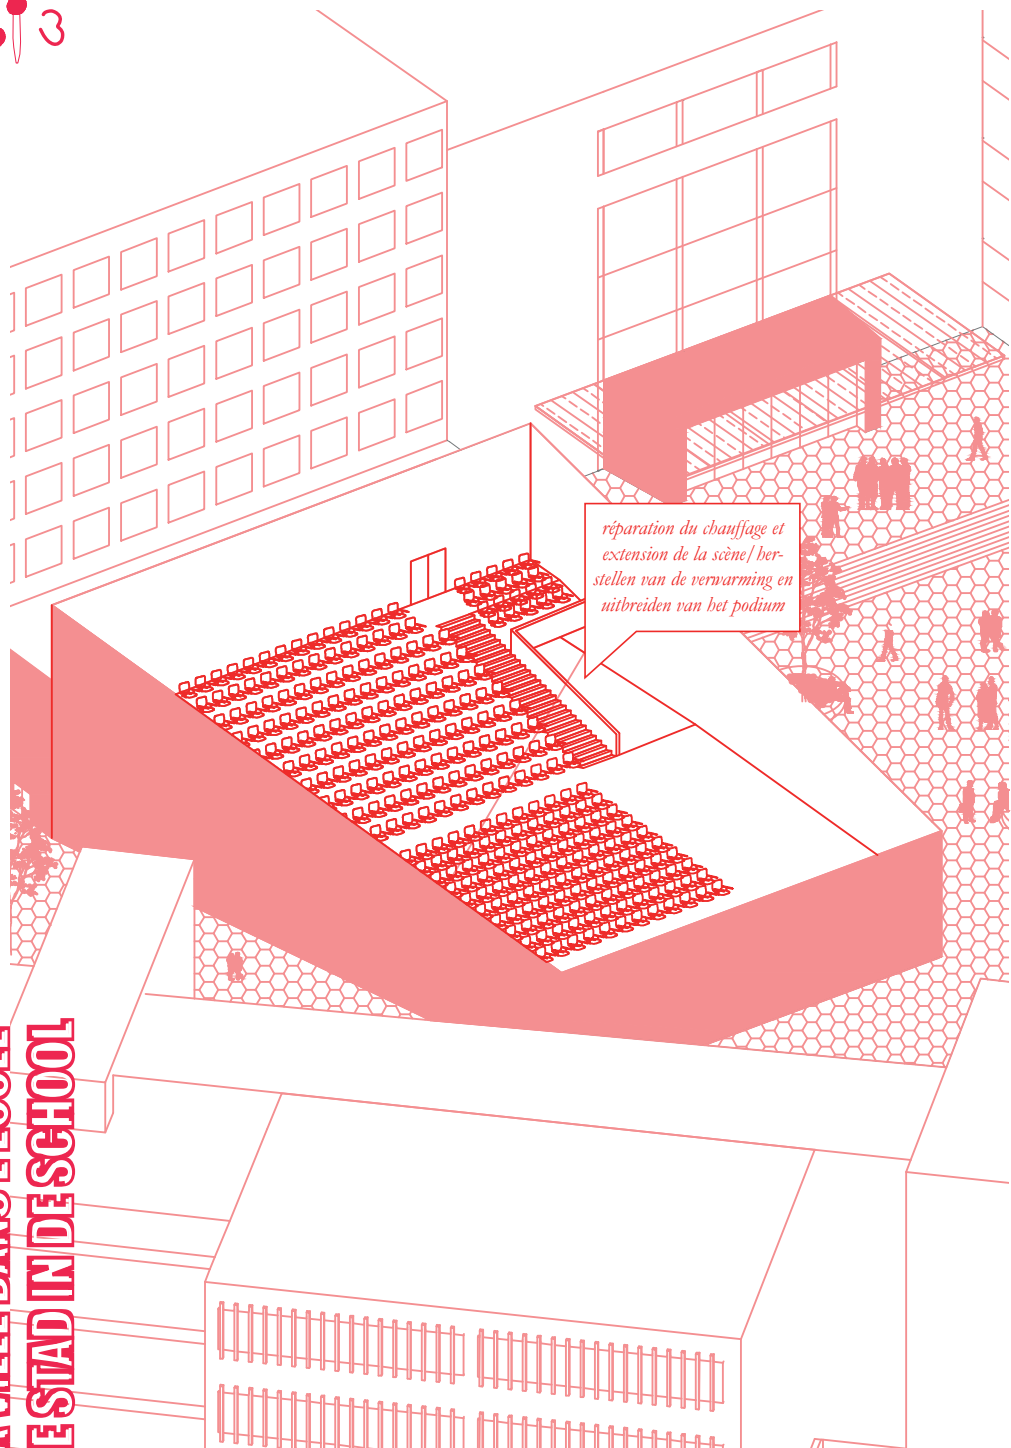 3
réparation du chauffage et
extension de la scène/her-
stellen van de verwarming en
uitbreiden van het podium
E STAD IN DE SCHOOL